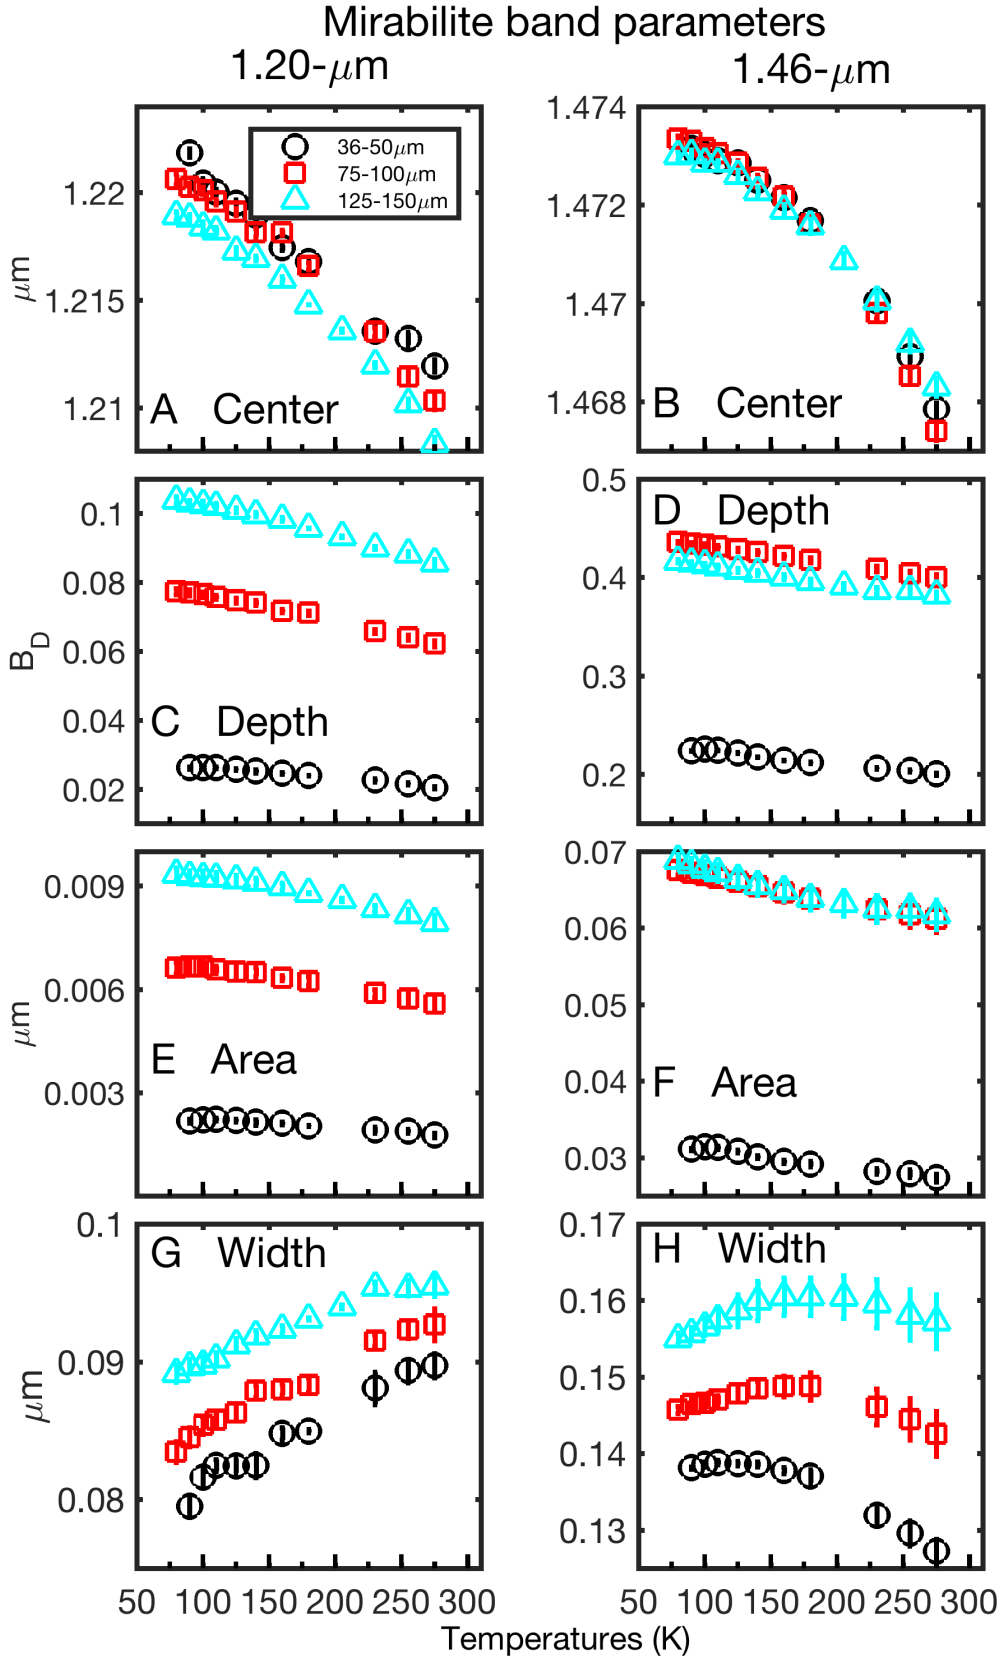 Mirabilite band parameters
1.20-μm
1.46-μm
36-50μm
75-100μm
125-150μm
1.22
1.215
1.21
μm
A Center
1.474
1.472
1.47
1.468
B Center
0.1
0.08
0.06
0.04
0.02
B_D
C Depth
0.5
0.4
0.3
0.2
D Depth
0.009
0.006
0.003
μm
E Area
0.07
0.06
0.05
0.04
0.03
F Area
0.1
0.09
0.08
μm
G Width
0.17
0.16
0.15
0.14
0.13
H Width
50 100 150 200 250 300
50 100 150 200 250 300
Temperatures (K)